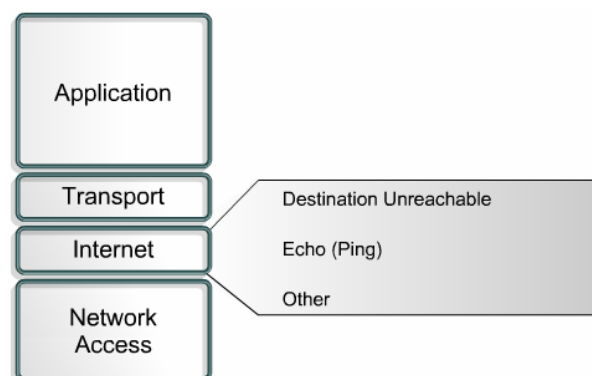 Application
Transport
Internet
Network
Access
Destination Unreachable
Echo (Ping)
Other